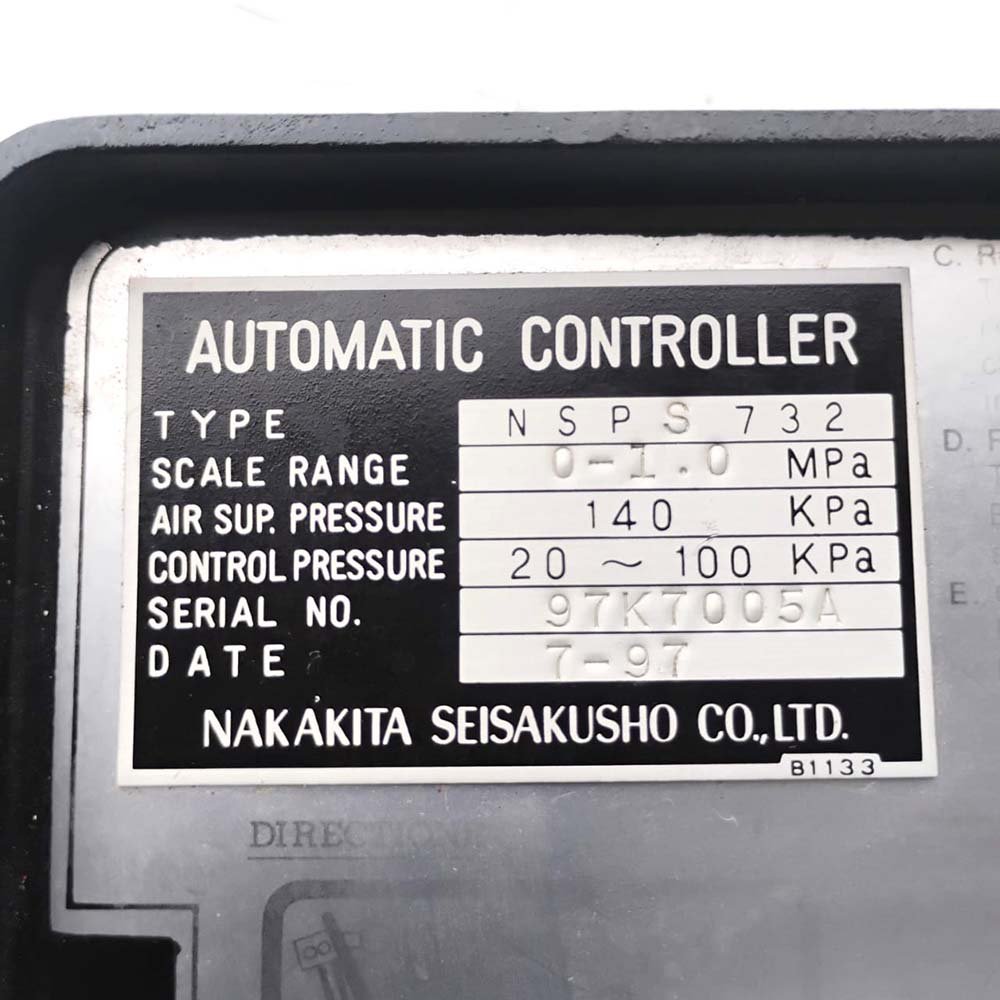 AUTOMATIC CONTROLLER
TYPE NSPS 732
SCALE RANGE 0-1.0 MPa
AIR SUP. PRESSURE 140 KPa
CONTROL PRESSURE 20 ~ 100 KPa
SERIAL NO. 97K7005A
DATE 7-97
NAKAKITA SEISAKUSHO CO.,LTD.
B1133
C.
D.
E.